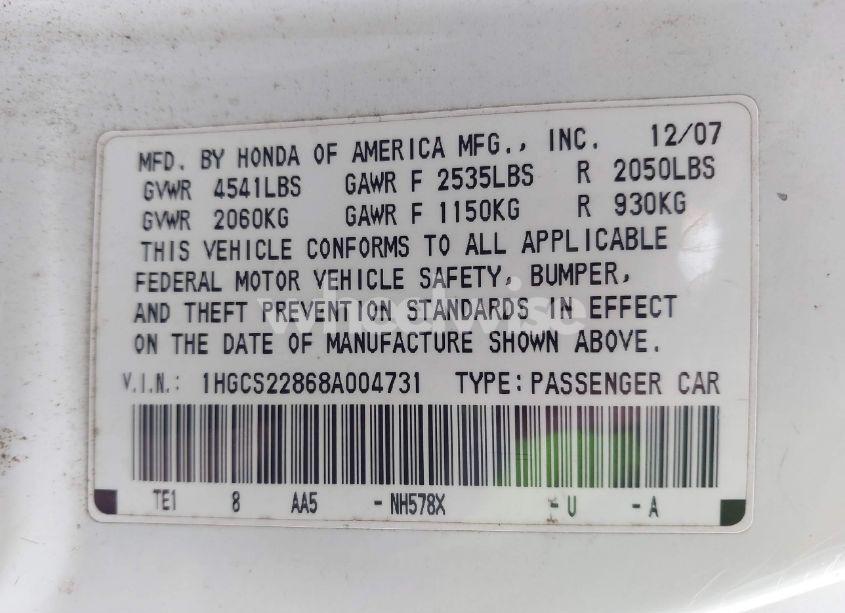 MFD. BY HONDA OF AMERICA MFG., INC. 12/07
GVWR 4541LBS GAWR F 2535LBS R 2050LBS
GVWR 2060KG GAWR F 1150KG R 930KG
THIS VEHICLE CONFORMS TO ALL APPLICABLE
FEDERAL MOTOR VEHICLE SAFETY, BUMPER,
AND THEFT PREVENTION STANDARDS IN EFFECT
wheelwise
ON THE DATE OF MANUFACTURE SHOWN ABOVE.
V.I.N.: 1HGCS22868A004731 TYPE: PASSENGER CAR
TE1 8 AA5 - NH578X - U - A